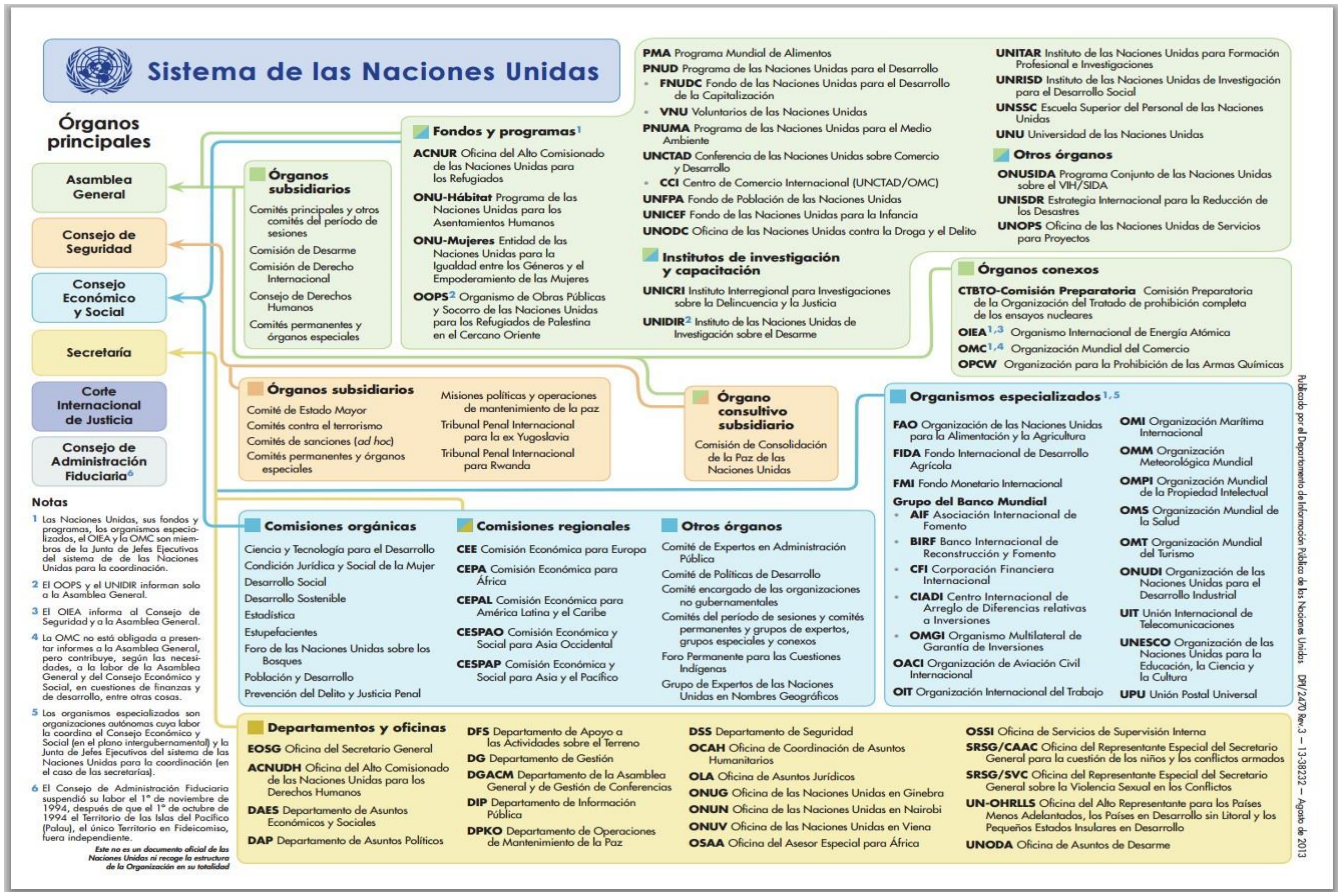 Sistema de las Naciones Unidas
Órganos
principales
Asamblea
General
Consejo de
Seguridad
Consejo
Económico
y Social
Secretaría
Corte
Internacional
de Justicia
Consejo de
Administración
Fiduciaria6
Notas
1 Las Naciones Unidas, sus fondos y
programas, los organismos especia-
lizados, el OIEA y la OMC son miem-
bros de la Junta de Jefes Ejecutivos
del sistema de de las Naciones
Unidas para la coordinación.
2 El OOPS y el UNIDIR informan solo
a la Asamblea General.
3 El OIEA informa al Consejo de
Seguridad y a la Asamblea General.
4 La OMC no está obligada a presen-
tar informes a la Asamblea General,
pero contribuye, según las necesi-
dades, a la labor de la Asamblea
General y del Consejo Económico y
Social, en cuestiones de finanzas y
de desarrollo, entre otras cosas.
5 Los organismos especializados son
organizaciones autónomas cuya labor
la coordina el Consejo Económico y
Social (en el plano intergubernamental) y la
Junta de Jefes Ejecutivos del sistema de las
Naciones Unidas para la coordinación (en
el caso de las secretarías).
6 El Consejo de Administración Fiduciaria
suspendió su labor el 1º de noviembre de
1994, después de que el 1º de octubre de
1994 el Territorio de las Islas del Pacífico
(Palau), el único Territorio en Fideicomiso,
fuera independiente.
Este no es un documento oficial de las
Naciones Unidas ni recoge la estructura
de la Organización en su totalidad
Órganos
subsidiarios
Comités principales y otros
comités del período de
sesiones
Comisión de Desarme
Comisión de Derecho
Internacional
Consejo de Derechos
Humanos
Comités permanentes y
órganos especiales
Fondos y programas1
ACNUR Oficina del Alto Comisionado
de las Naciones Unidas para
los Refugiados
ONU-Hábitat Programa de las
Naciones Unidas para los
Asentamientos Humanos
ONU-Mujeres Entidad de las
Naciones Unidas para la
Igualdad entre los Géneros y el
Empoderamiento de las Mujeres
OOPS2 Organismo de Obras Públicas
y Socorro de las Naciones Unidas
para los Refugiados de Palestina
en el Cercano Oriente
PMA Programa Mundial de Alimentos
PNUD Programa de las Naciones Unidas para el Desarrollo
• FNUDC Fondo de las Naciones Unidas para el Desarrollo
de la Capitalización
• VNU Voluntarios de las Naciones Unidas
PNUMA Programa de las Naciones Unidas para el Medio
Ambiente
UNCTAD Conferencia de las Naciones Unidas sobre Comercio
y Desarrollo
• CCI Centro de Comercio Internacional (UNCTAD/OMC)
UNFPA Fondo de Población de las Naciones Unidas
UNICEF Fondo de las Naciones Unidas para la Infancia
UNODC Oficina de las Naciones Unidas contra la Droga y el Delito
Institutos de investigación
y capacitación
UNICRI Instituto Interregional para Investigaciones
sobre la Delincuencia y la Justicia
UNIDIR2 Instituto de las Naciones Unidas de
Investigación sobre el Desarme
UNITAR Instituto de las Naciones Unidas para Formación
Profesional e Investigaciones
UNRISD Instituto de las Naciones Unidas de Investigación
para el Desarrollo Social
UNSSC Escuela Superior del Personal de las Naciones
Unidas
UNU Universidad de las Naciones Unidas
Otros órganos
ONUSIDA Programa Conjunto de las Naciones Unidas
sobre el VIH/SIDA
UNISDR Estrategia Internacional para la Reducción de
los Desastres
UNOPS Oficina de las Naciones Unidas de Servicios
para Proyectos
Órganos conexos
CTBTO-Comisión Preparatoria Comisión Preparatoria
de la Organización del Tratado de prohibición completa
de los ensayos nucleares
OIEA1,3 Organismo Internacional de Energía Atómica
OMC1,4 Organización Mundial del Comercio
OPCW Organización para la Prohibición de las Armas Químicas
Órganos subsidiarios
Comité de Estado Mayor
Comités contra el terrorismo
Comités de sanciones (ad hoc)
Comités permanentes y órganos
especiales
Misiones políticas y operaciones
de mantenimiento de la paz
Tribunal Penal Internacional
para la ex Yugoslavia
Tribunal Penal Internacional
para Rwanda
Órgano
consultivo
subsidiario
Comisión de Consolidación
de la Paz de las
Naciones Unidas
Organismos especializados1,5
FAO Organización de las Naciones Unidas
para la Alimentación y la Agricultura
FIDA Fondo Internacional de Desarrollo
Agrícola
FMI Fondo Monetario Internacional
Grupo del Banco Mundial
• AIF Asociación Internacional de
Fomento
• BIRF Banco Internacional de
Reconstrucción y Fomento
• CFI Corporación Financiera
Internacional
• CIADI Centro Internacional de
Arreglo de Diferencias relativas
a Inversiones
• OMGI Organismo Multilateral de
Garantía de Inversiones
OACI Organización de Aviación Civil
Internacional
OIT Organización Internacional del Trabajo
OMI Organización Marítima
Internacional
OMM Organización
Meteorológica Mundial
OMPI Organización Mundial
de la Propiedad Intelectual
OMS Organización Mundial de
la Salud
OMT Organización Mundial
del Turismo
ONUDI Organización de las
Naciones Unidas para el
Desarrollo Industrial
UIT Unión Internacional de
Telecomunicaciones
UNESCO Organización de las
Naciones Unidas para la
Educación, la Ciencia y
la Cultura
UPU Unión Postal Universal
Comisiones orgánicas
Ciencia y Tecnología para el Desarrollo
Condición Jurídica y Social de la Mujer
Desarrollo Social
Desarrollo Sostenible
Estadística
Estupefacientes
Foro de las Naciones Unidas sobre los
Bosques
Población y Desarrollo
Prevención del Delito y Justicia Penal
Comisiones regionales
CEE Comisión Económica para Europa
CEPA Comisión Económica para
África
CEPAL Comisión Económica para
América Latina y el Caribe
CESPAO Comisión Económica y
Social para Asia Occidental
CESPAP Comisión Económica y
Social para Asia y el Pacífico
Otros órganos
Comité de Expertos en Administración
Pública
Comité de Políticas de Desarrollo
Comité encargado de las organizaciones
no gubernamentales
Comités del período de sesiones y comités
permanentes y grupos de expertos,
grupos especiales y conexos
Foro Permanente para las Cuestiones
Indígenas
Grupo de Expertos de las Naciones
Unidas en Nombres Geográficos
Departamentos y oficinas
EOSG Oficina del Secretario General
ACNUDH Oficina del Alto Comisionado
de las Naciones Unidas para los
Derechos Humanos
DAES Departamento de Asuntos
Económicos y Sociales
DAP Departamento de Asuntos Políticos
DFS Departamento de Apoyo a
las Actividades sobre el Terreno
DG Departamento de Gestión
DGACM Departamento de la Asamblea
General y de Gestión de Conferencias
DIP Departamento de Información
Pública
DPKO Departamento de Operaciones
de Mantenimiento de la Paz
DSS Departamento de Seguridad
OCAH Oficina de Coordinación de Asuntos
Humanitarios
OLA Oficina de Asuntos Jurídicos
ONUG Oficina de las Naciones Unidas en Ginebra
ONUN Oficina de las Naciones Unidas en Nairobi
ONUV Oficina de las Naciones Unidas en Viena
OSAA Oficina del Asesor Especial para África
OSSI Oficina de Servicios de Supervisión Interna
SRSG/CAAC Oficina del Representante Especial del Secretario
General para la cuestión de los niños y los conflictos armados
SRSG/SVC Oficina del Representante Especial del Secretario
General sobre la Violencia Sexual en los Conflictos
UN-OHRLLS Oficina del Alto Representante para los Países
Menos Adelantados, los Países en Desarrollo sin Litoral y los
Pequeños Estados Insulares en Desarrollo
UNODA Oficina de Asuntos de Desarme
Publicado por el Departamento de Información Pública de las Naciones Unidas DPI/2470 Rev.3 — 13-38232 — Agosto de 2013